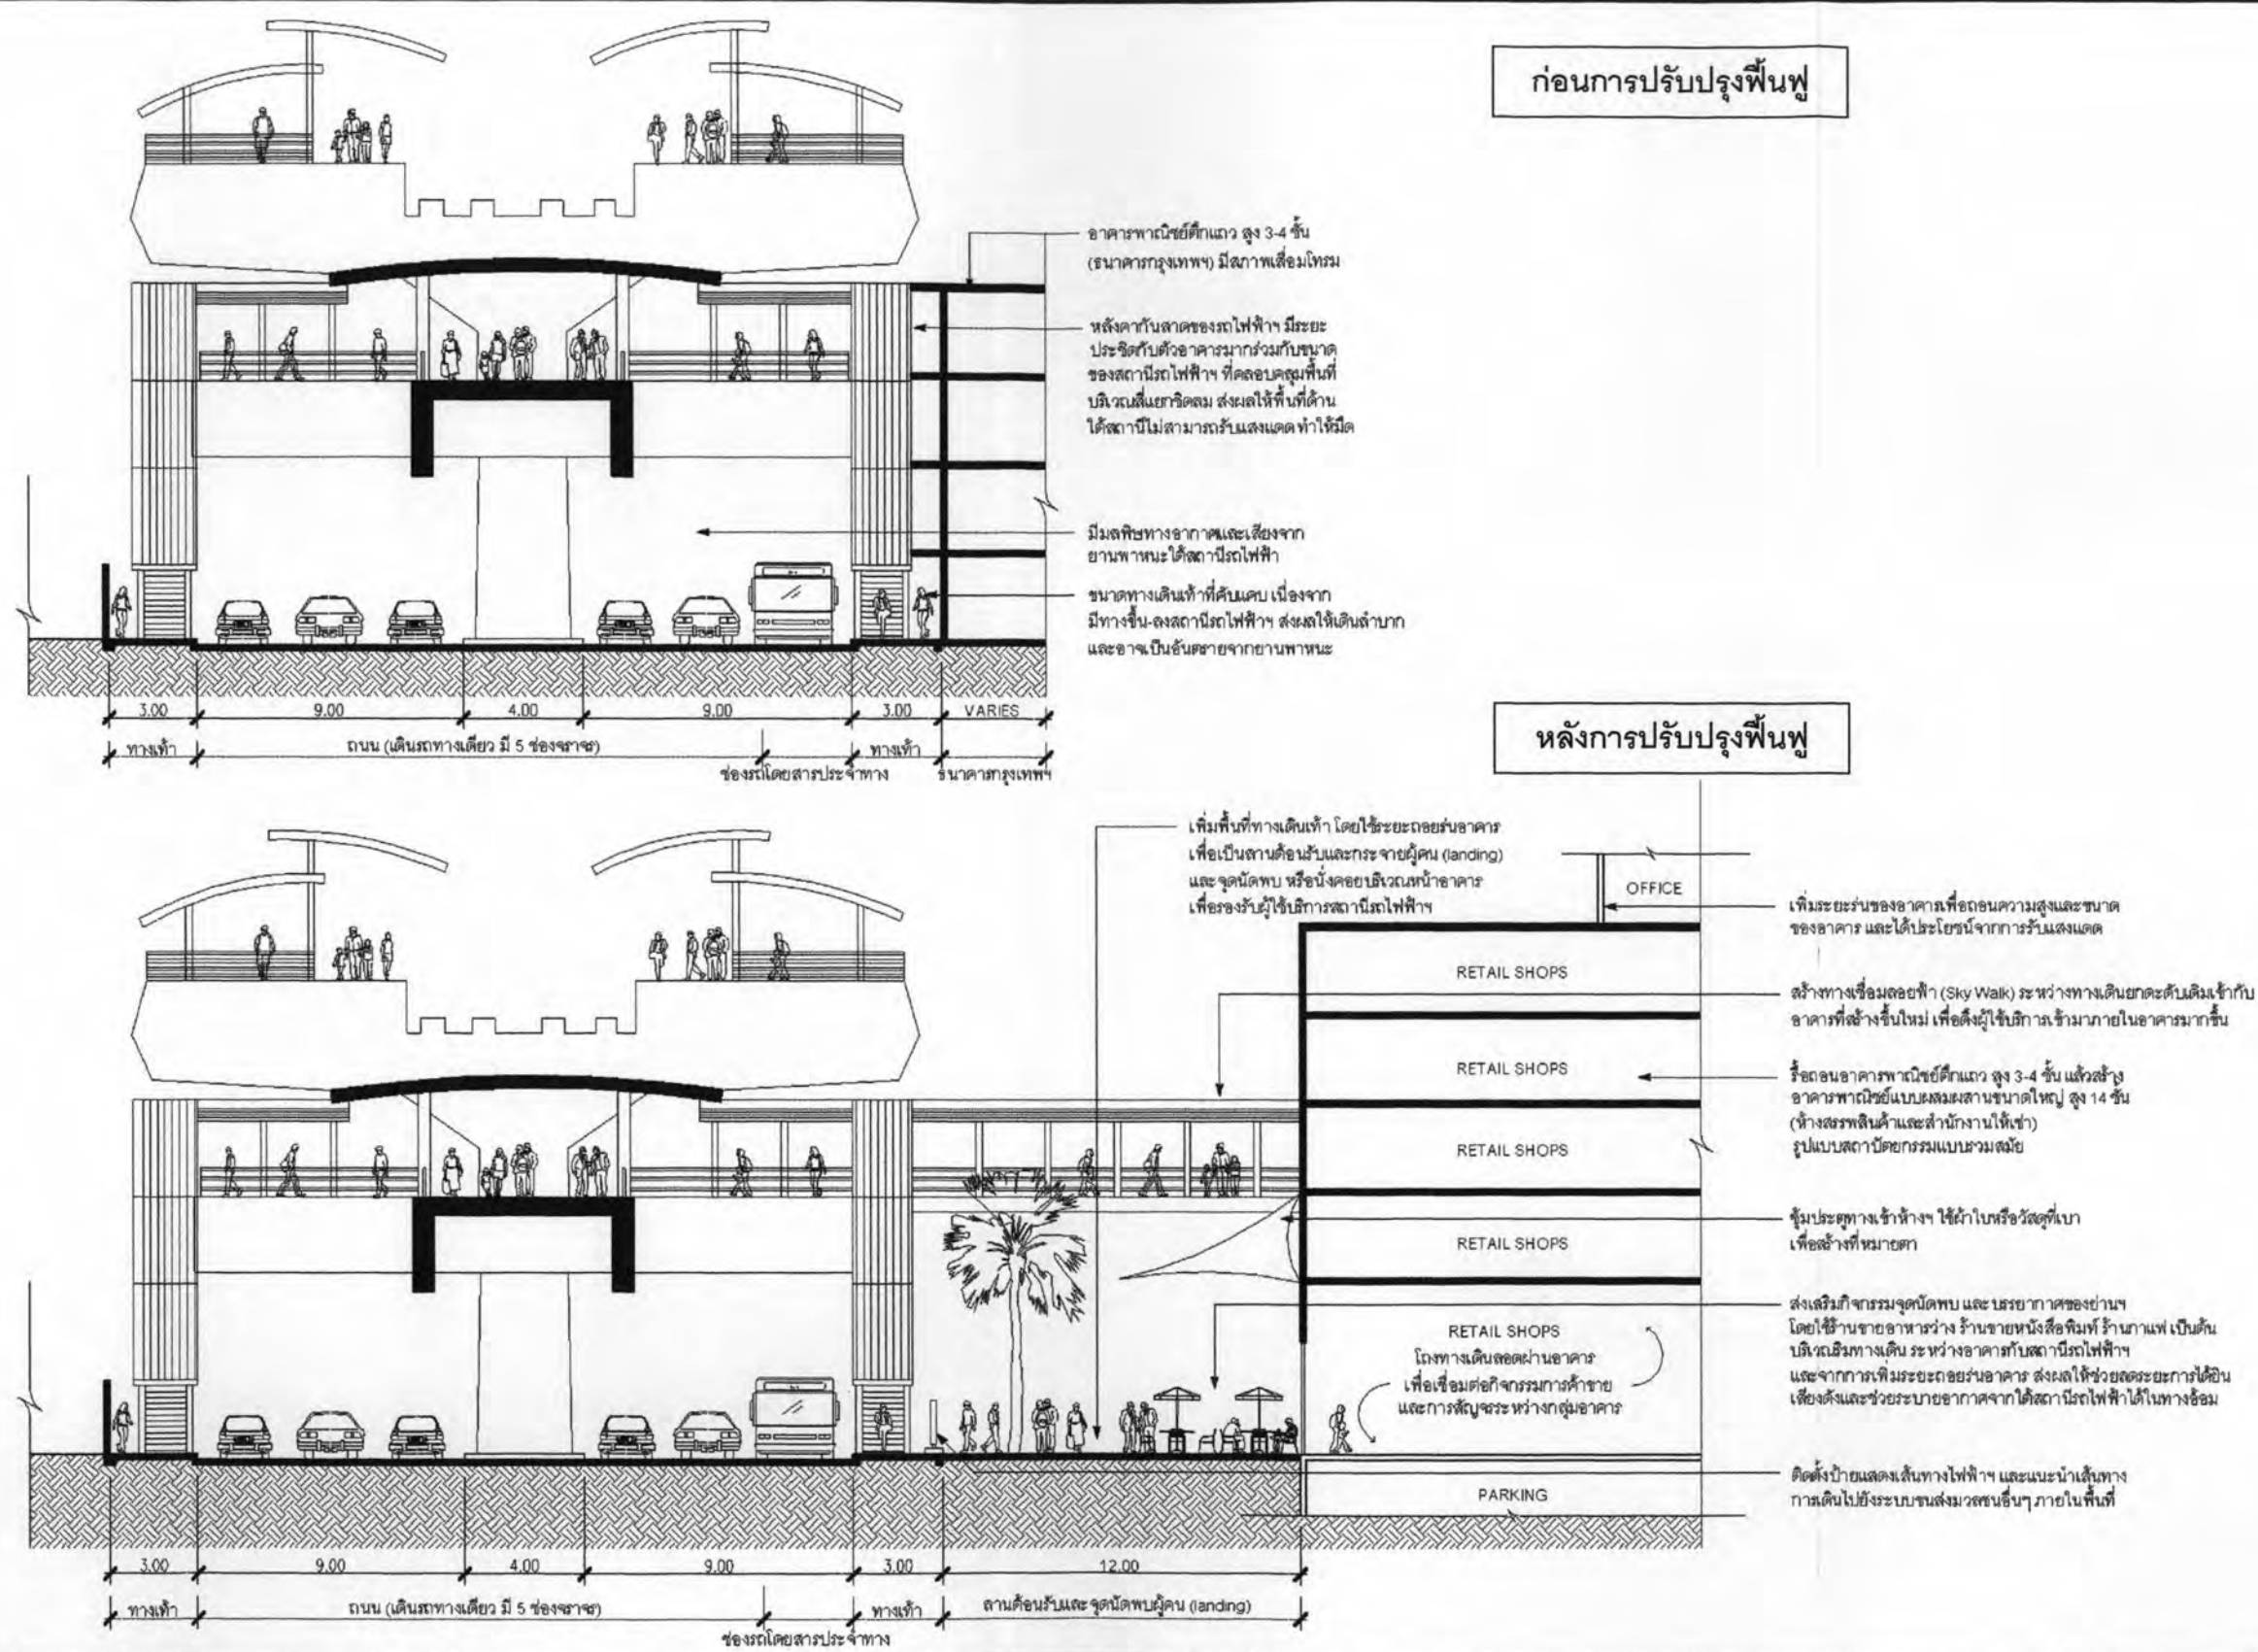 ก่อนการปรับปรุงฟื้นฟู
อาคารพาณิชย์ตึกแถว สูง 3-4 ชั้น
(ธนาคารกรุงเทพฯ) มีสภาพเสื่อมโทรม
หลังคากันสาดของรถไฟฟ้าฯ มีระยะ
ประชิดกับตัวอาคารมากร่วมกับขนาด
ของสถานีรถไฟฟ้าฯ ที่คลอบคลุมพื้นที่
บริเวณสี่แยกชิดลม ส่งผลให้พื้นที่ด้าน
ใต้สถานีไม่สามารถรับแสงแดด ทำให้มืด
มีมลพิษทางอากาศและเสียงจาก
ยานพาหนะใต้สถานีรถไฟฟ้า
ขนาดทางเดินเท้าที่คับแคบ เนื่องจาก
มีทางขึ้น-ลงสถานีรถไฟฟ้าฯ ส่งผลให้เดินลำบาก
และอาจเป็นอันตรายจากยานพาหนะ
3.00 9.00 4.00 9.00 3.00 VARIES
ทางเท้า ถนน (เดินรถทางเดียว มี 5 ช่องจราจร) ทางเท้า
ช่องรถโดยสารประจำทาง ธนาคารกรุงเทพฯ
หลังการปรับปรุงฟื้นฟู
เพิ่มพื้นที่ทางเดินเท้า โดยใช้ระยะถอยร่นอาคาร
เพื่อเป็นลานต้อนรับและกระจายผู้คน (landing)
และจุดนัดพบ หรือนั่งคอยบริเวณหน้าอาคาร
เพื่อรองรับผู้ใช้บริการสถานีรถไฟฟ้าฯ
OFFICE
เพิ่มระยะร่นของอาคารเพื่อถอนความสูงและขนาด
ของอาคาร และได้ประโยชน์จากการรับแสงแดด
RETAIL SHOPS
สร้างทางเชื่อมลอยฟ้า (Sky Walk) ระหว่างทางเดินยกระดับเดิมเข้ากับ
อาคารที่สร้างขึ้นใหม่ เพื่อดึงผู้ใช้บริการเข้ามาภายในอาคารมากขึ้น
RETAIL SHOPS
รื้อถอนอาคารพาณิชย์ตึกแถว สูง 3-4 ชั้น แล้วสร้าง
อาคารพาณิชย์แบบผสมผสานขนาดใหญ่ สูง 14 ชั้น
(ห้างสรรพสินค้าและสำนักงานให้เช่า)
รูปแบบสถาปัตยกรรมแบบร่วมสมัย
RETAIL SHOPS
ซุ้มประตูทางเข้าห้างฯ ใช้ผ้าใบหรือวัสดุที่เบา
เพื่อสร้างที่หมายตา
RETAIL SHOPS
ส่งเสริมกิจกรรมจุดนัดพบ และบรรยากาศของย่านฯ
โดยใช้ร้านขายอาหารว่าง ร้านขายหนังสือพิมพ์ ร้านกาแฟ เป็นต้น
บริเวณริมทางเดิน ระหว่างอาคารกับสถานีรถไฟฟ้าฯ
และจากการเพิ่มระยะถอยร่นอาคาร ส่งผลให้ช่วยลดระยะการได้ยิน
เสียงดังและช่วยระบายอากาศจากใต้สถานีรถไฟฟ้าได้ในทางอ้อม
RETAIL SHOPS
โถงทางเดินลอดผ่านอาคาร
เพื่อเชื่อมต่อกิจกรรมการค้าขาย
และการสัญจรระหว่างกลุ่มอาคาร
ติดตั้งป้ายแสดงเส้นทางไฟฟ้าฯ และแนะนำเส้นทาง
การเดินไปยังระบบขนส่งมวลชนอื่นๆ ภายในพื้นที่
PARKING
3.00 9.00 4.00 9.00 3.00 12.00
ทางเท้า ถนน (เดินรถทางเดียว มี 5 ช่องจราจร) ทางเท้า ลานต้อนรับและจุดนัดพบผู้คน (landing)
ช่องรถโดยสารประจำทาง